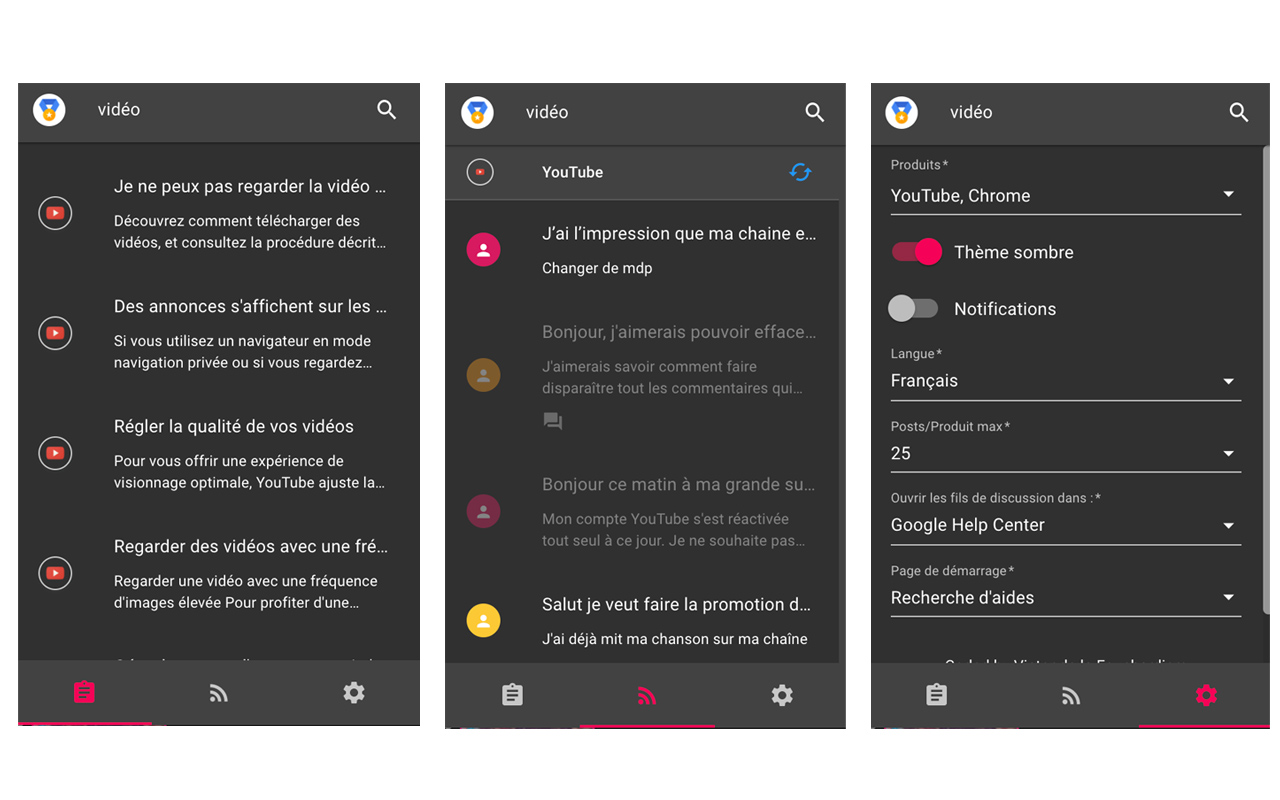 vidéo
Je ne peux pas regarder la vidéo ...
Découvrez comment télécharger des
vidéos, et consultez la procédure décrit...
Des annonces s'affichent sur les ...
Si vous utilisez un navigateur en mode
navigation privée ou si vous regardez...
Régler la qualité de vos vidéos
Pour vous offrir une expérience de
visionnage optimale, YouTube ajuste la...
Regarder des vidéos avec une fré...
Regarder une vidéo avec une fréquence
d'images élevée Pour profiter d'une...
vidéo
YouTube
J'ai l'impression que ma chaine e...
Changer de mdp
Bonjour, j'aimerais pouvoir efface...
J'aimerais savoir comment faire
disparaître tout les commentaires qui...
Bonjour ce matin à ma grande su...
Mon compte YouTube s'est réactivée
tout seul à ce jour. Je ne souhaite pas...
Salut je veut faire la promotion d...
J'ai déjà mit ma chanson sur ma chaîne
vidéo
Produits*
YouTube, Chrome
Thème sombre
Notifications
Langue*
Français
Posts/Produit max*
25
Ouvrir les fils de discussion dans :*
Google Help Center
Page de démarrage*
Recherche d'aides